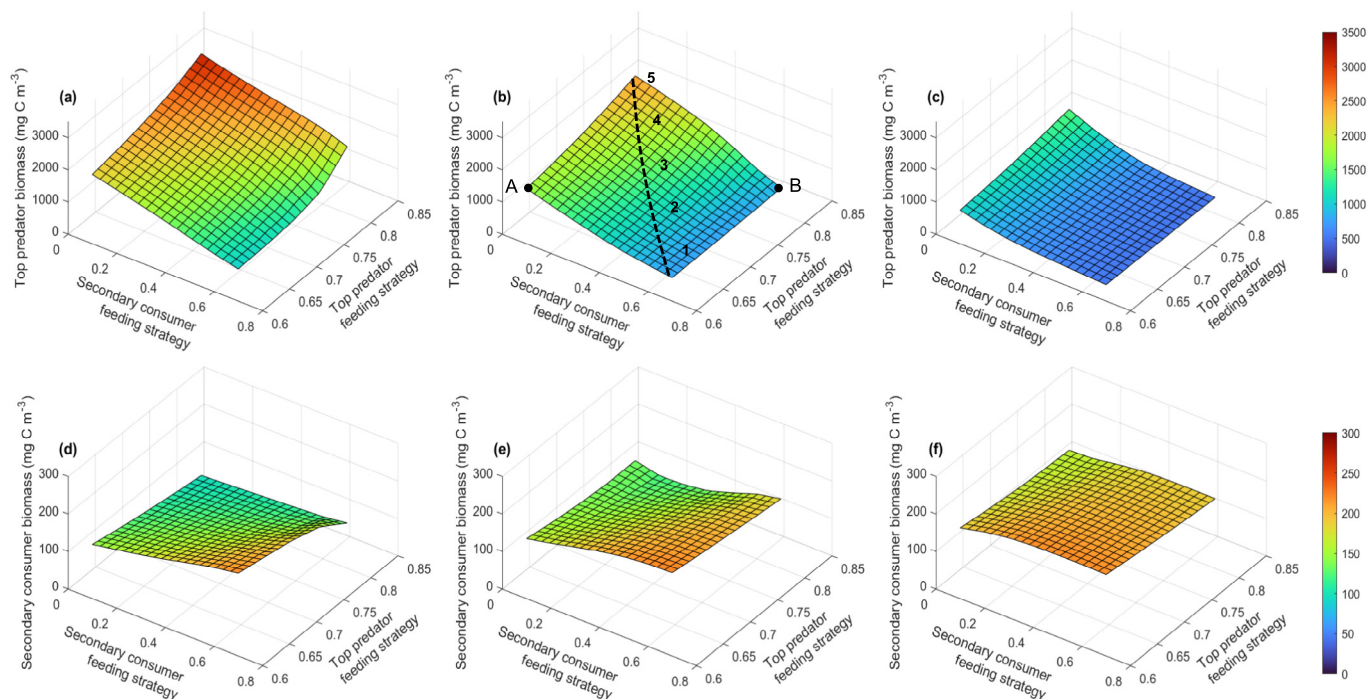 (a)
Top predator biomass (mg C m⁻³)
3000
2000
1000
0
0
0.2
0.4
0.6
0.8
Secondary consumer
feeding strategy
0.6
0.65
0.7
0.75
0.8
0.85
Top predator
feeding strategy
(b)
Top predator biomass (mg C m⁻³)
3000
2000
1000
0
A
B
5
4
3
2
1
0
0.2
0.4
0.6
0.8
Secondary consumer
feeding strategy
0.6
0.65
0.7
0.75
0.8
0.85
Top predator
feeding strategy
(c)
Top predator biomass (mg C m⁻³)
3000
2000
1000
0
0
0.2
0.4
0.6
0.8
Secondary consumer
feeding strategy
0.6
0.65
0.7
0.75
0.8
0.85
Top predator
feeding strategy
3500
3000
2500
2000
1500
1000
500
0
(d)
Secondary consumer biomass (mg C m⁻³)
300
200
100
0
0
0.2
0.4
0.6
0.8
Secondary consumer
feeding strategy
0.6
0.65
0.7
0.75
0.8
0.85
Top predator
feeding strategy
(e)
Secondary consumer biomass (mg C m⁻³)
300
200
100
0
0
0.2
0.4
0.6
0.8
Secondary consumer
feeding strategy
0.6
0.65
0.7
0.75
0.8
0.85
Top predator
feeding strategy
(f)
Secondary consumer biomass (mg C m⁻³)
300
200
100
0
0
0.2
0.4
0.6
0.8
Secondary consumer
feeding strategy
0.6
0.65
0.7
0.75
0.8
0.85
Top predator
feeding strategy
300
250
200
150
100
50
0